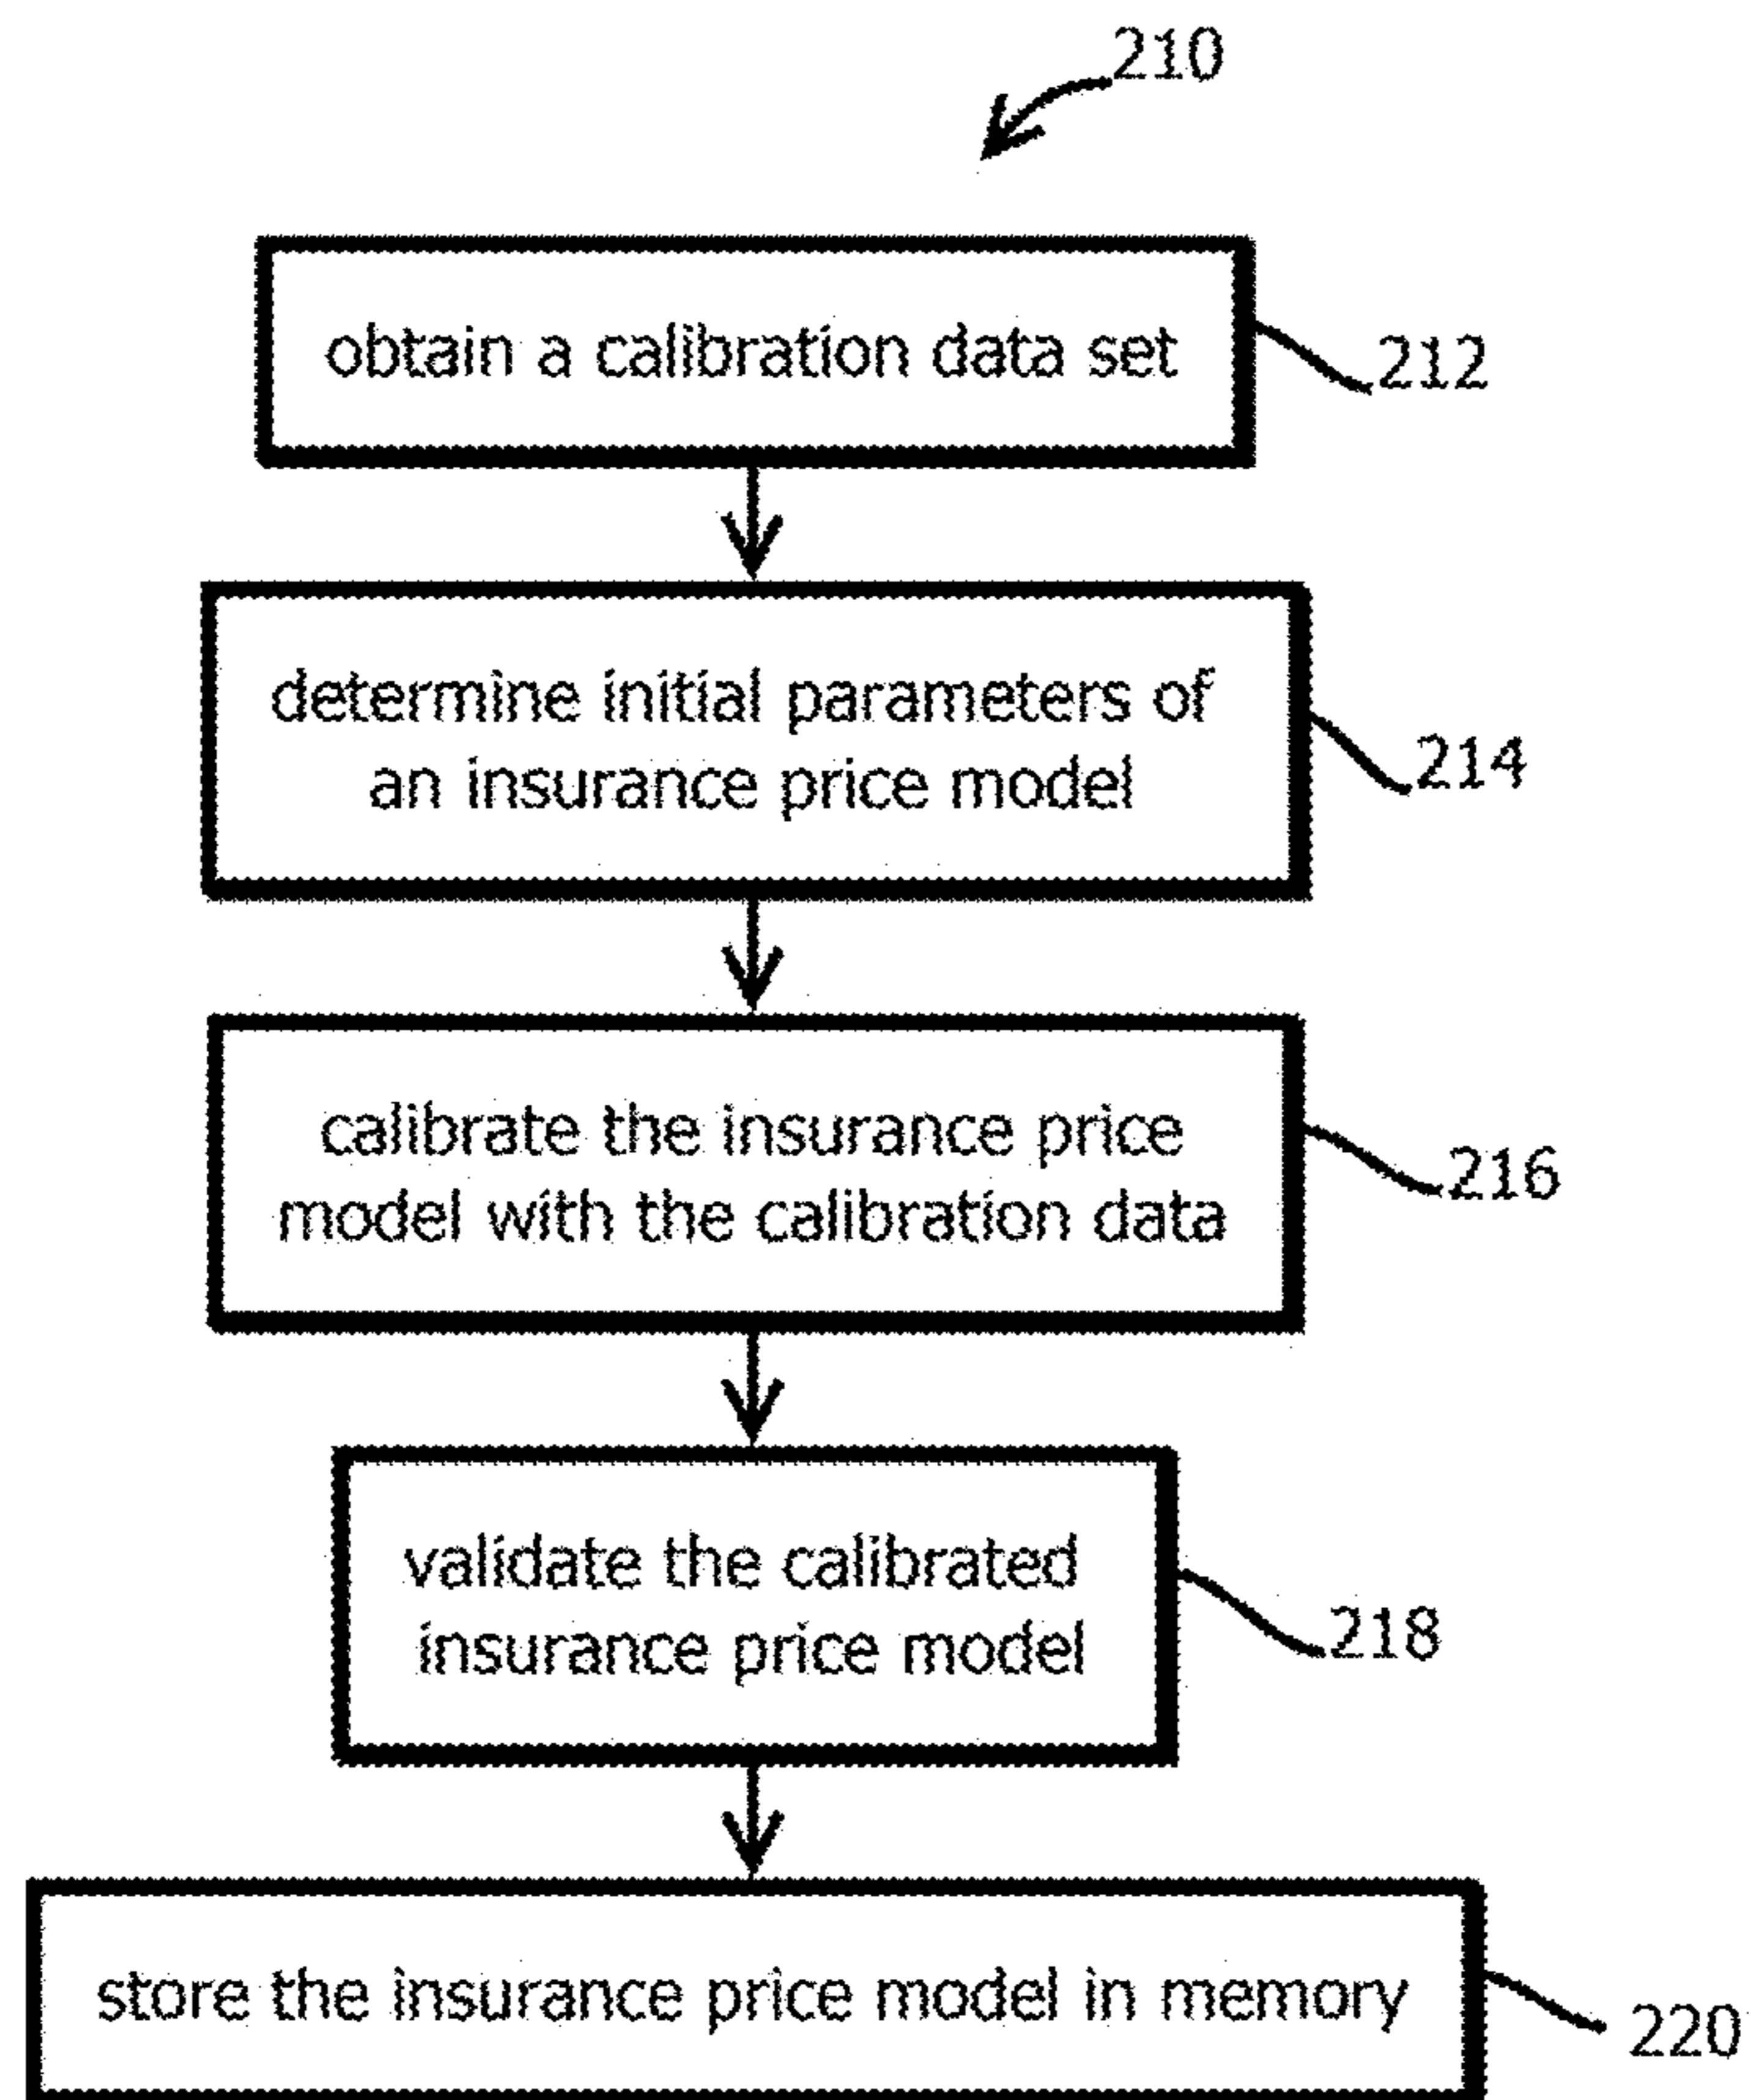 210
obtain a calibration data set
212
determine initial parameters of
an insurance price model
214
calibrate the insurance price
model with the calibration data
216
validate the calibrated
insurance price model
218
store the insurance price model in memory
220